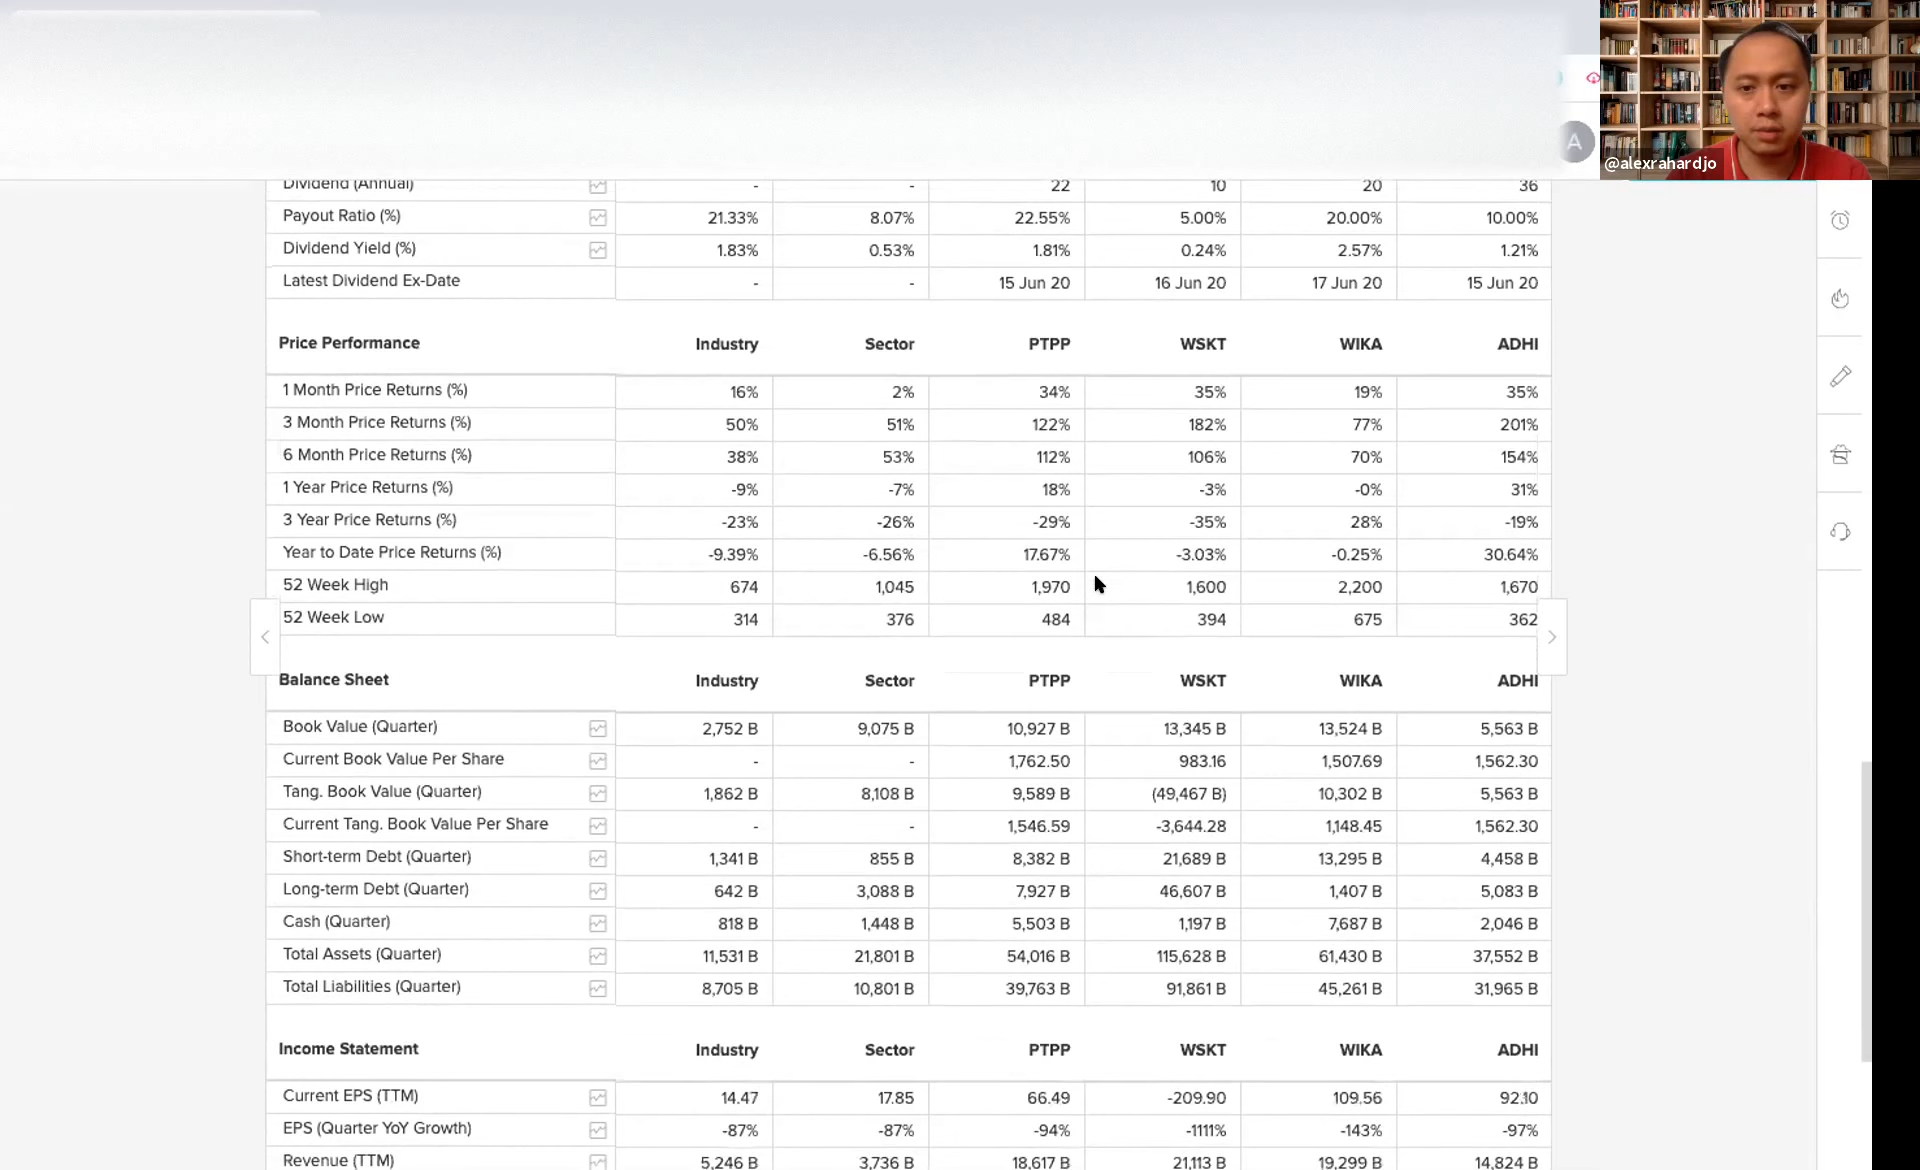 A
@alexrahardjo
Dividend (Annual) - - 22 10 20 36
Payout Ratio (%) 21.33% 8.07% 22.55% 5.00% 20.00% 10.00%
Dividend Yield (%) 1.83% 0.53% 1.81% 0.24% 2.57% 1.21%
Latest Dividend Ex-Date - - 15 Jun 20 16 Jun 20 17 Jun 20 15 Jun 20
Price Performance Industry Sector PTPP WSKT WIKA ADHI
1 Month Price Returns (%) 16% 2% 34% 35% 19% 35%
3 Month Price Returns (%) 50% 51% 122% 182% 77% 201%
6 Month Price Returns (%) 38% 53% 112% 106% 70% 154%
1 Year Price Returns (%) -9% -7% 18% -3% -0% 31%
3 Year Price Returns (%) -23% -26% -29% -35% 28% -19%
Year to Date Price Returns (%) -9.39% -6.56% 17.67% -3.03% -0.25% 30.64%
52 Week High 674 1,045 1,970 1,600 2,200 1,670
52 Week Low 314 376 484 394 675 362
Balance Sheet Industry Sector PTPP WSKT WIKA ADHI
Book Value (Quarter) 2,752 B 9,075 B 10,927 B 13,345 B 13,524 B 5,563 B
Current Book Value Per Share - - 1,762.50 983.16 1,507.69 1,562.30
Tang. Book Value (Quarter) 1,862 B 8,108 B 9,589 B (49,467 B) 10,302 B 5,563 B
Current Tang. Book Value Per Share - - 1,546.59 -3,644.28 1,148.45 1,562.30
Short-term Debt (Quarter) 1,341 B 855 B 8,382 B 21,689 B 13,295 B 4,458 B
Long-term Debt (Quarter) 642 B 3,088 B 7,927 B 46,607 B 1,407 B 5,083 B
Cash (Quarter) 818 B 1,448 B 5,503 B 1,197 B 7,687 B 2,046 B
Total Assets (Quarter) 11,531 B 21,801 B 54,016 B 115,628 B 61,430 B 37,552 B
Total Liabilities (Quarter) 8,705 B 10,801 B 39,763 B 91,861 B 45,261 B 31,965 B
Income Statement Industry Sector PTPP WSKT WIKA ADHI
Current EPS (TTM) 14.47 17.85 66.49 -209.90 109.56 92.10
EPS (Quarter YoY Growth) -87% -87% -94% -1111% -143% -97%
Revenue (TTM) 5,246 B 3,736 B 18,617 B 21,113 B 19,299 B 14,824 B